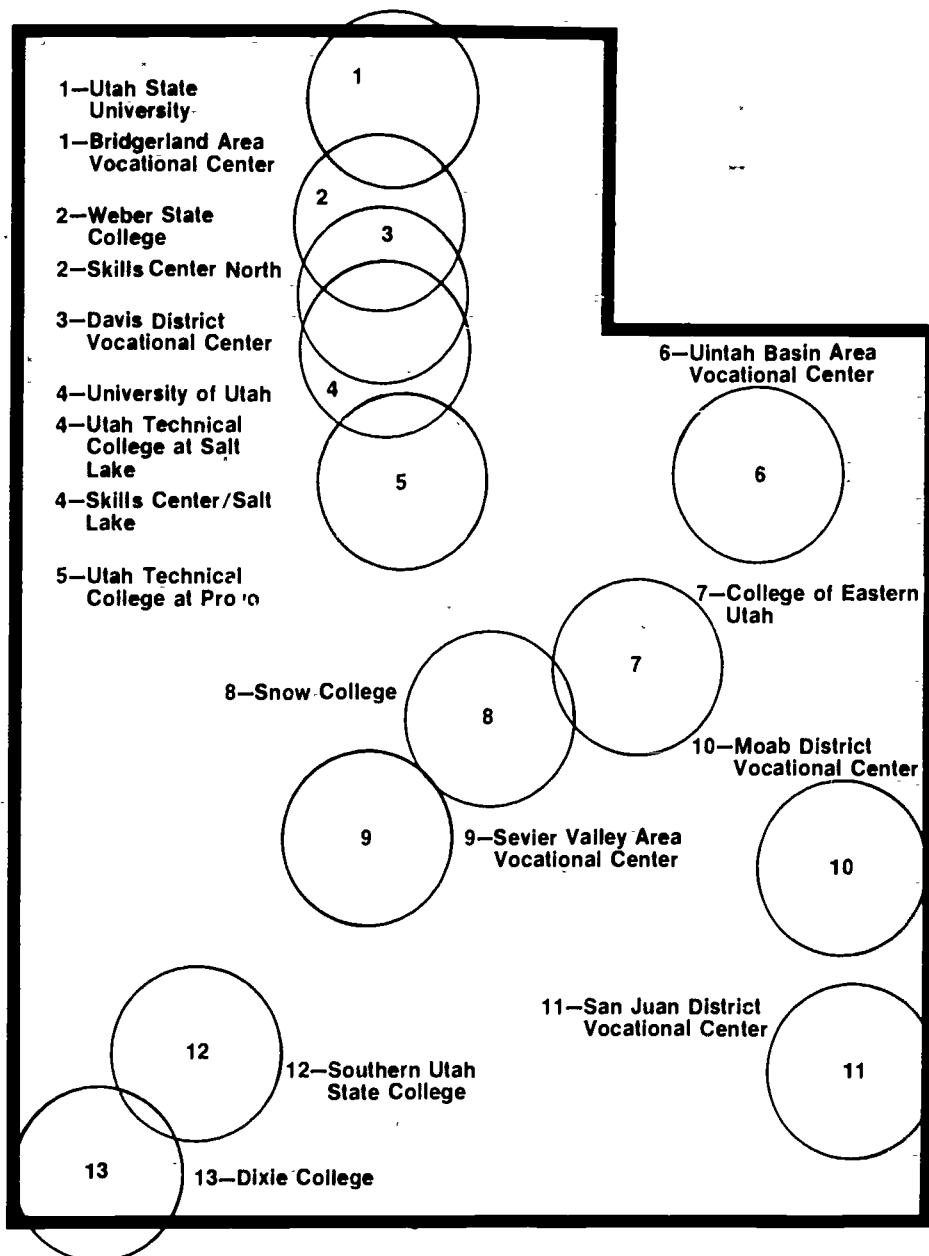 1
1—Utah State
University
1—Bridgerland Area
Vocational Center
2
2—Weber State
College
3
2—Skills Center North
3—Davis District
Vocational Center
6—Uintah Basin Area
Vocational Center
4—University of Utah
4
4—Utah Technical
College at Salt
Lake
5
6
4—Skills Center/Salt
Lake
5—Utah Technical
College at Provo
7—College of Eastern
Utah
7
8—Snow College
8
10—Moab District
Vocational Center
9
9—Sevier Valley Area
Vocational Center
10
11—San Juan District
Vocational Center
12
12—Southern Utah
State College
11
13
13—Dixie College